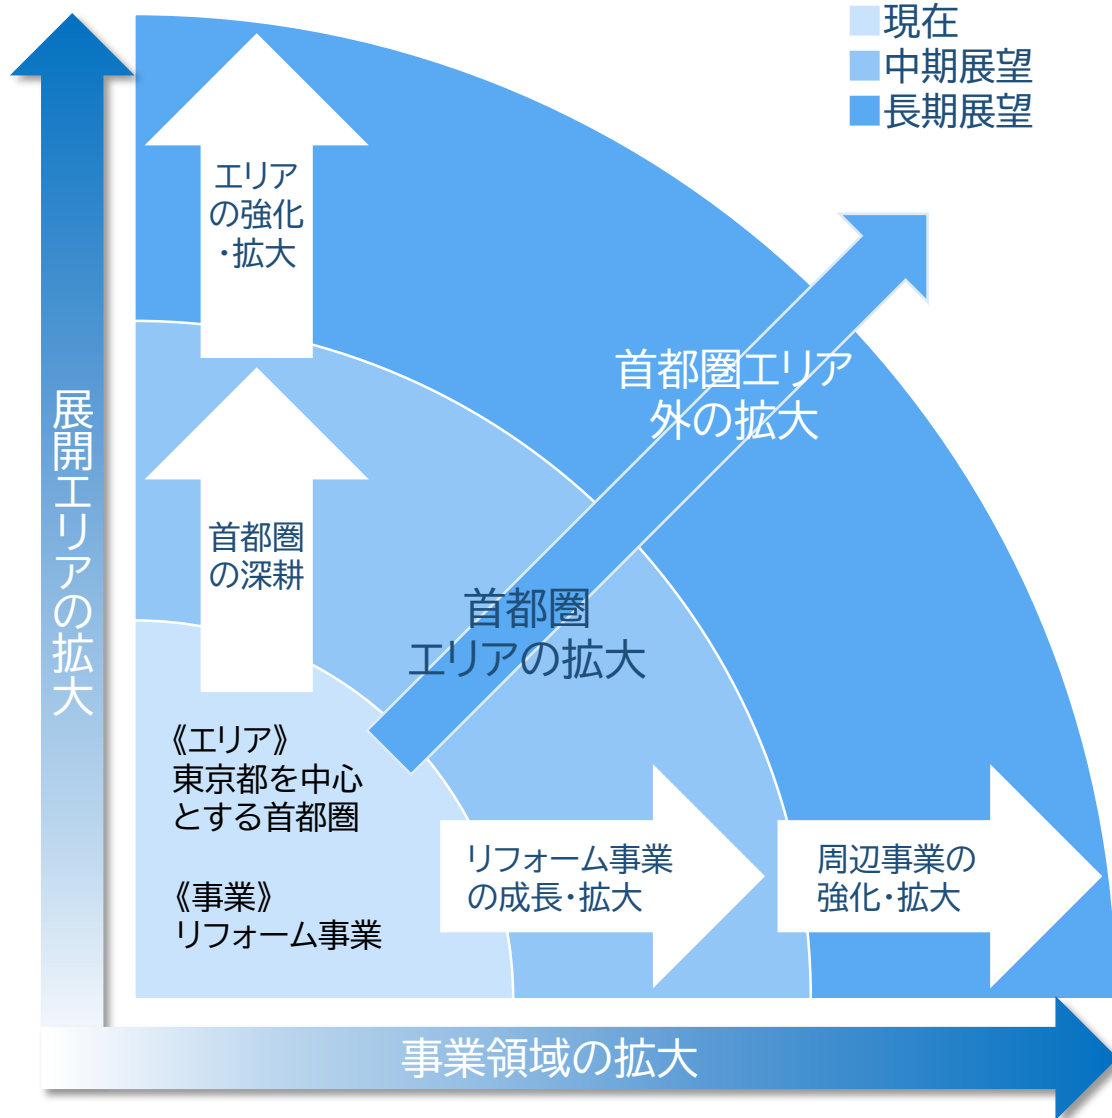 現在
中期展望
長期展望
エリア
の強化
・拡大
首都圏エリア
外の拡大
展開エリアの拡大
首都圏
の深耕
首都圏
エリアの拡大
《エリア》
東京都を中心
とする首都圏
《事業》
リフォーム事業
リフォーム事業
の成長・拡大
周辺事業の
強化・拡大
事業領域の拡大